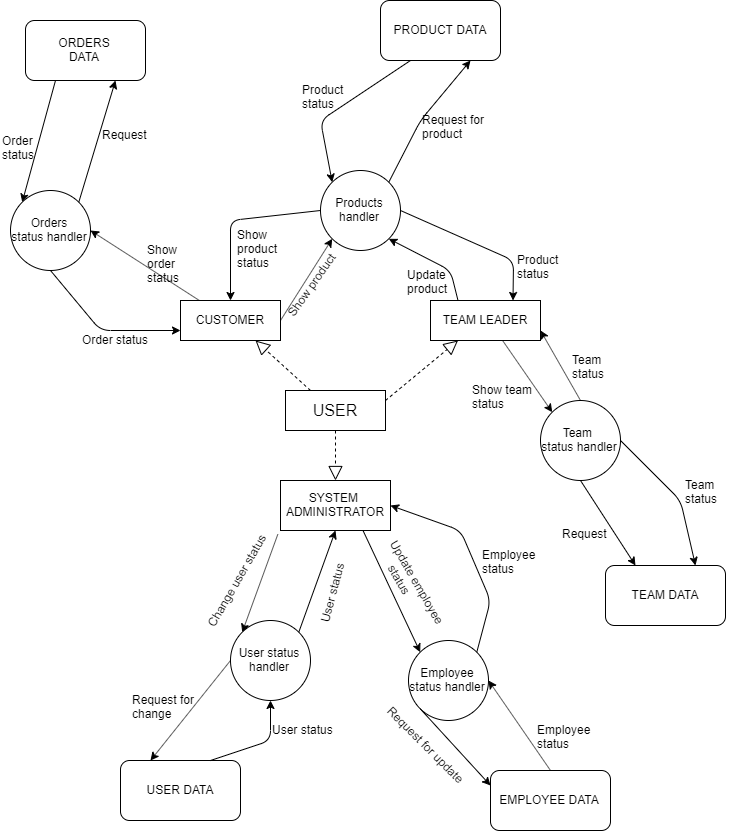 PRODUCT DATA
ORDERS
DATA
Product
status
Request for
product
Request
Order
status
Products
handler
Orders
status handler
Show
product
status
Show
order
status
Product
status
Update
product
Show product
CUSTOMER
TEAM LEADER
Order status
Team
status
Show team
status
USER
Team
status handler
SYSTEM
ADMINISTRATOR
Team
status
Request
Change user status
User status
Update employee
status
Employee
status
TEAM DATA
User status
handler
Employee
status handler
Request for
change
User status
Request for update
Employee
status
USER DATA
EMPLOYEE DATA